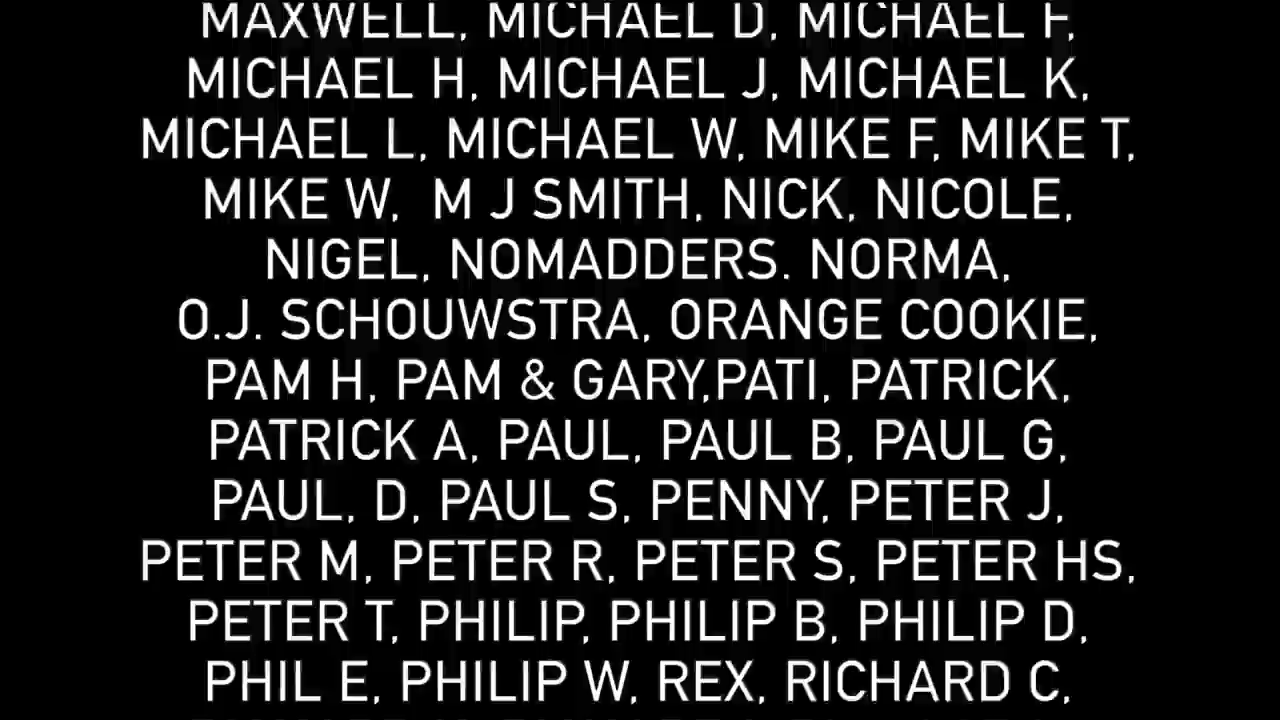 MAXWELL, MICHAEL D, MICHAEL F,
MICHAEL H, MICHAEL J, MICHAEL K,
MICHAEL L, MICHAEL W, MIKE F, MIKE T,
MIKE W,  M J SMITH, NICK, NICOLE,
NIGEL, NOMADDERS. NORMA,
O.J. SCHOUWSTRA, ORANGE COOKIE,
PAM H, PAM & GARY,PATI, PATRICK,
PATRICK A, PAUL, PAUL B, PAUL G,
PAUL, D, PAUL S, PENNY, PETER J,
PETER M, PETER R, PETER S, PETER HS,
PETER T, PHILIP, PHILIP B, PHILIP D,
PHIL E, PHILIP W, REX, RICHARD C,